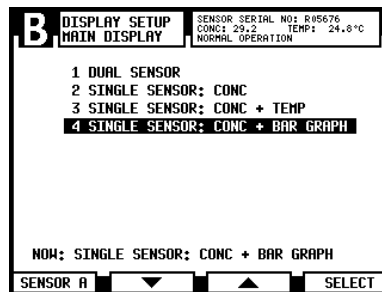 B
DISPLAY SETUP
MAIN DISPLAY
SENSOR SERIAL NO: R05676
CONC: 29.2 TEMP: 24.8°C
NORMAL OPERATION
1 DUAL SENSOR
2 SINGLE SENSOR: CONC
3 SINGLE SENSOR: CONC + TEMP
4 SINGLE SENSOR: CONC + BAR GRAPH
NOW: SINGLE SENSOR: CONC + BAR GRAPH
SENSOR A SELECT